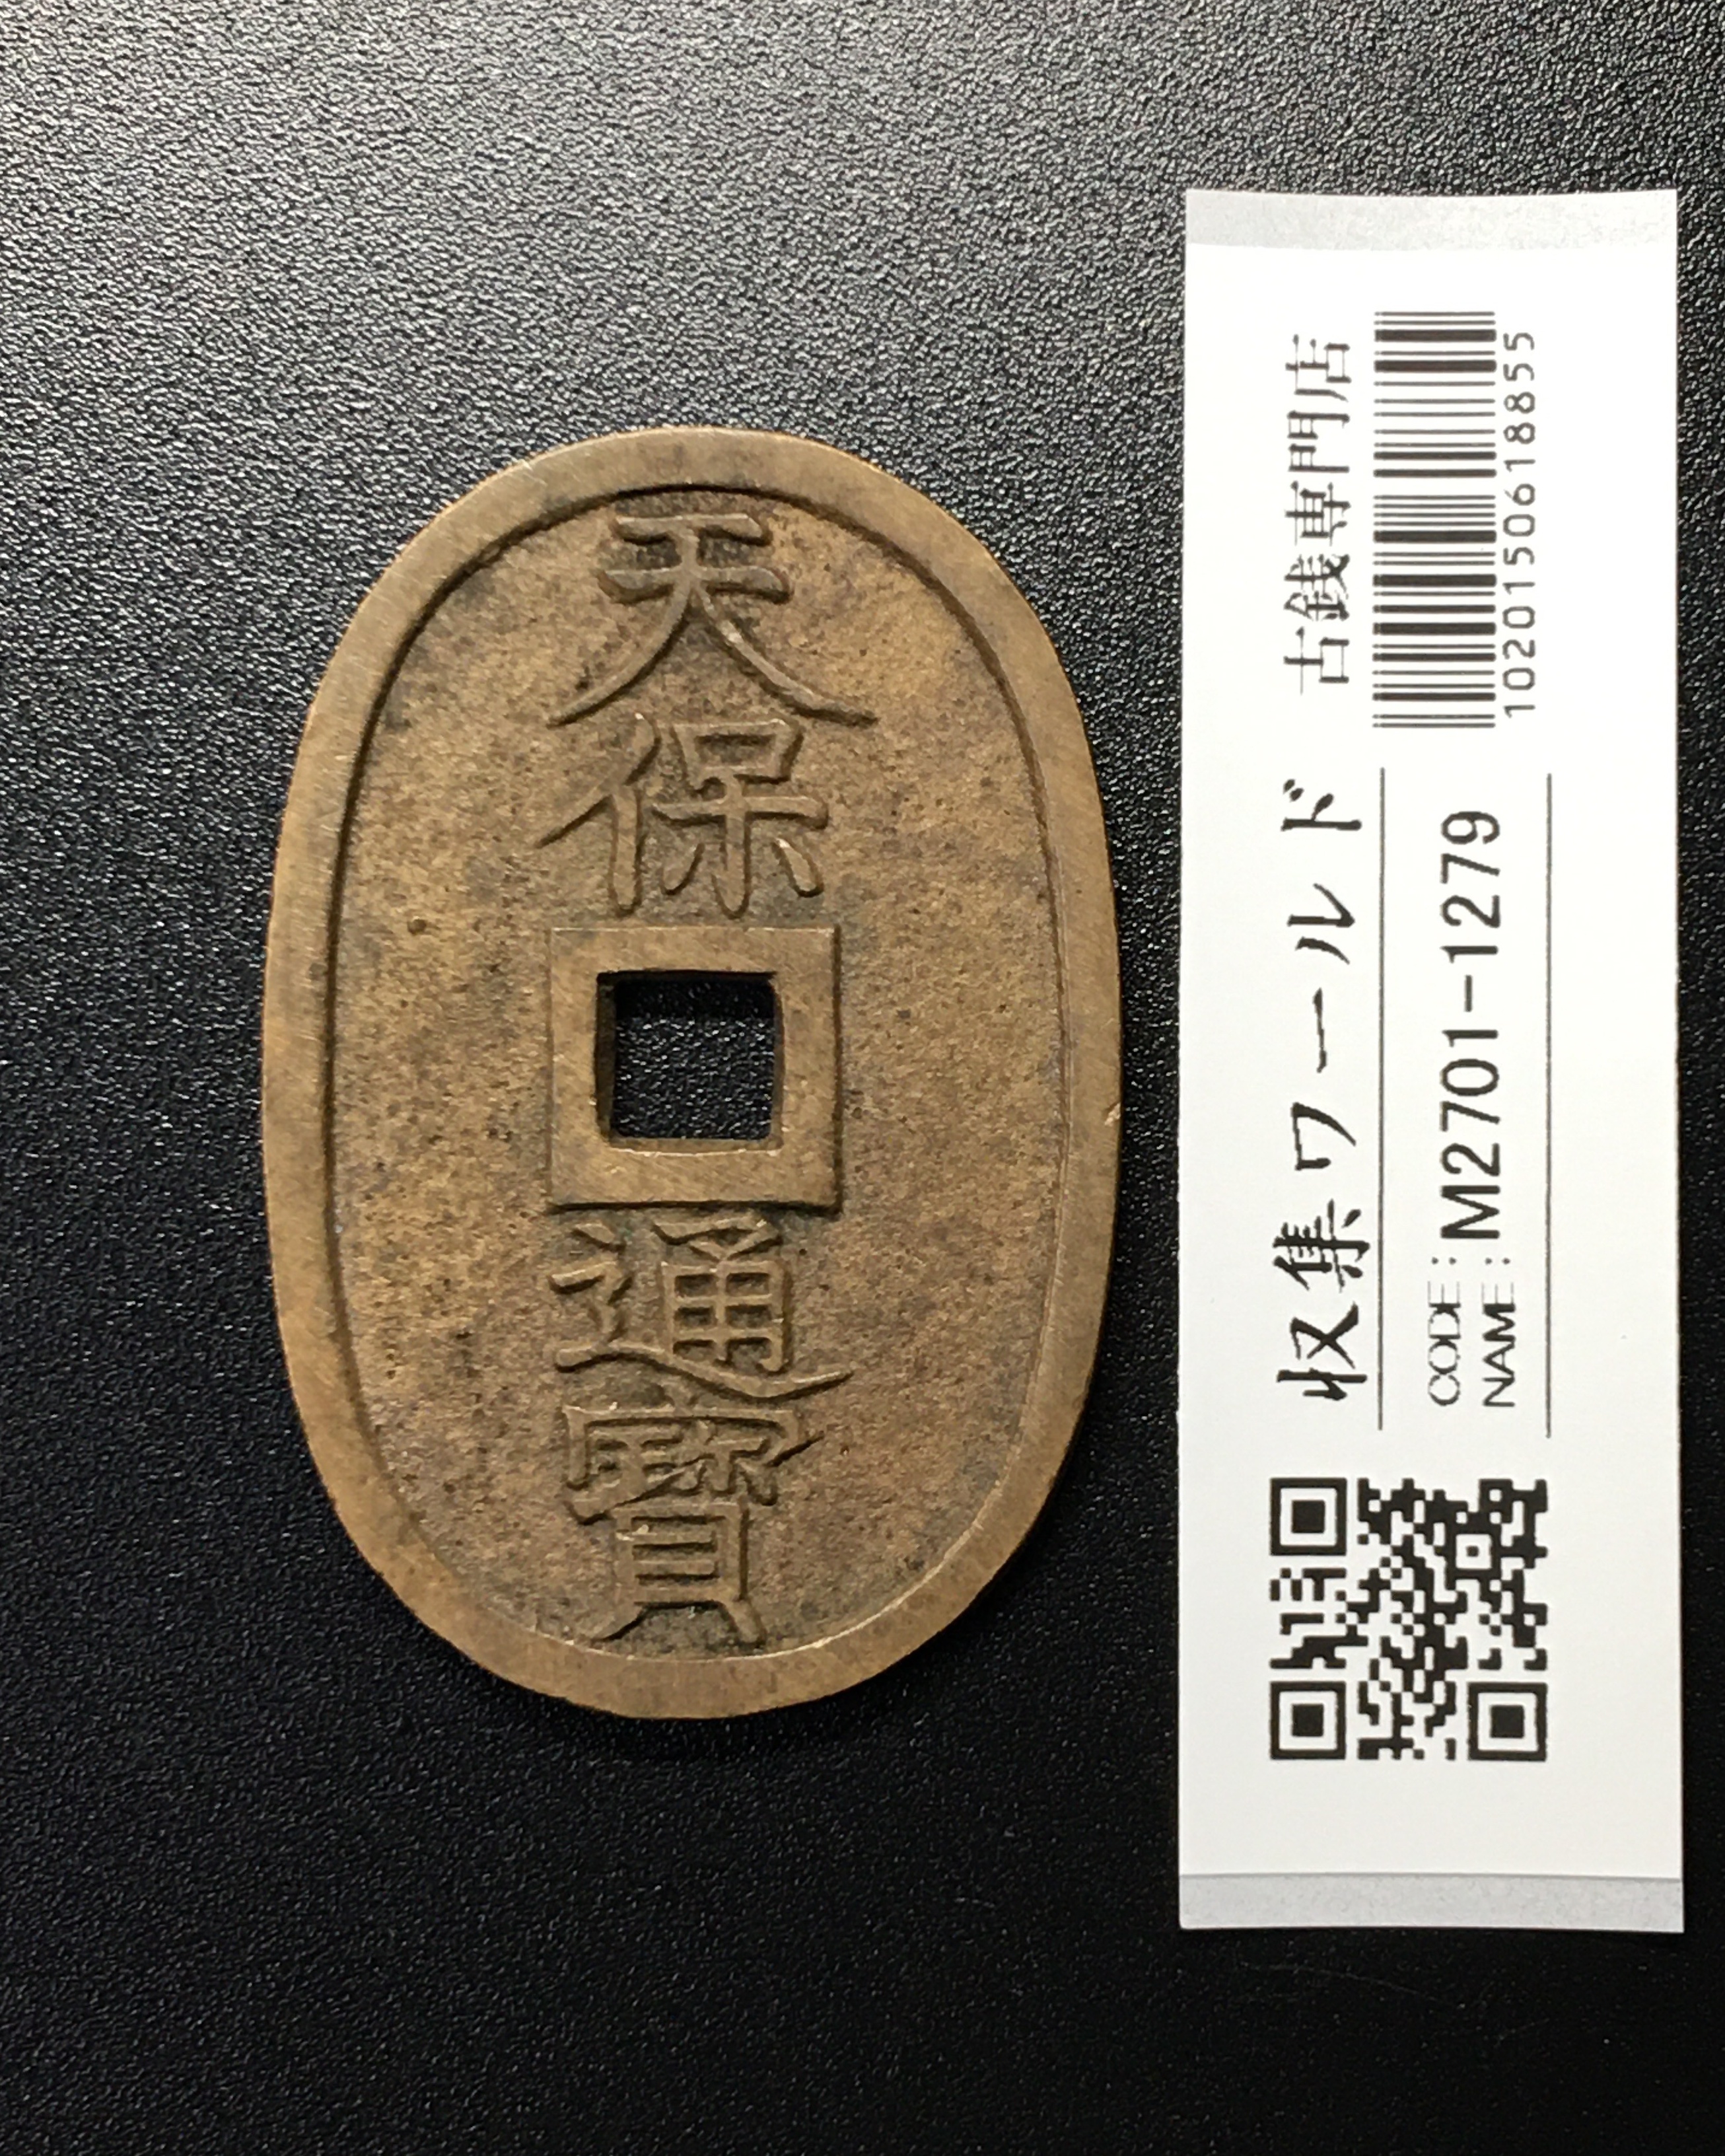 天保
通寶
収集ワールド 古銭専門店
CODE: M2701-1279
NAME:
1020150618855